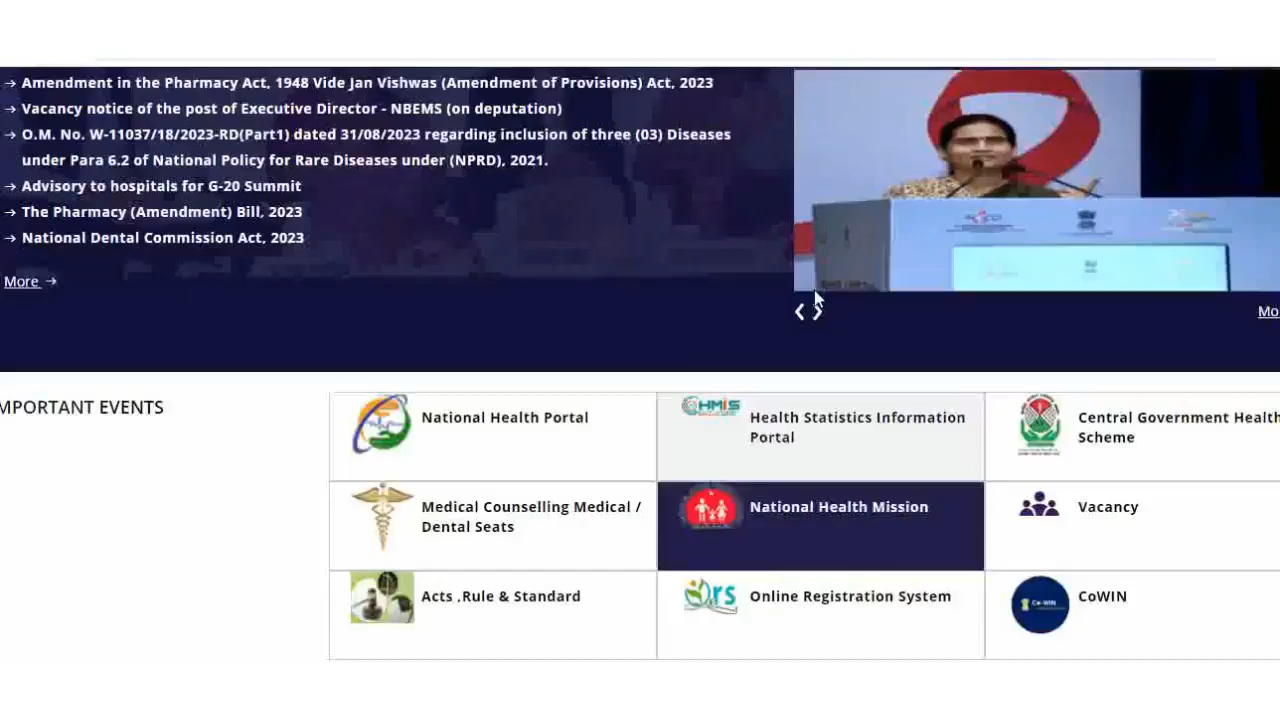 → Amendment in the Pharmacy Act, 1948 Vide Jan Vishwas (Amendment of Provisions) Act, 2023
→ Vacancy notice of the post of Executive Director - NBEMS (on deputation)
→ O.M. No. W-11037/18/2023-RD(Part1) dated 31/08/2023 regarding inclusion of three (03) Diseases
under Para 6.2 of National Policy for Rare Diseases under (NPRD), 2021.
→ Advisory to hospitals for G-20 Summit
→ The Pharmacy (Amendment) Bill, 2023
→ National Dental Commission Act, 2023
More →
Mo
MPORTANT EVENTS
National Health Portal
HMIS
Health Statistics Information
Portal
Central Government Health
Scheme
Medical Counselling Medical /
Dental Seats
National Health Mission
Vacancy
Acts ,Rule & Standard
ors
Online Registration System
Co-WIN
CoWIN